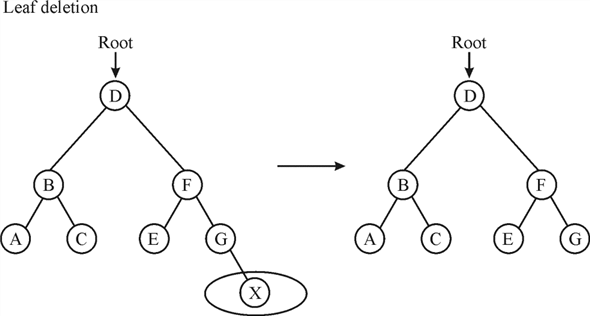 Leaf deletion
Root Root
D D
B F B F
A C E G A C E G
X